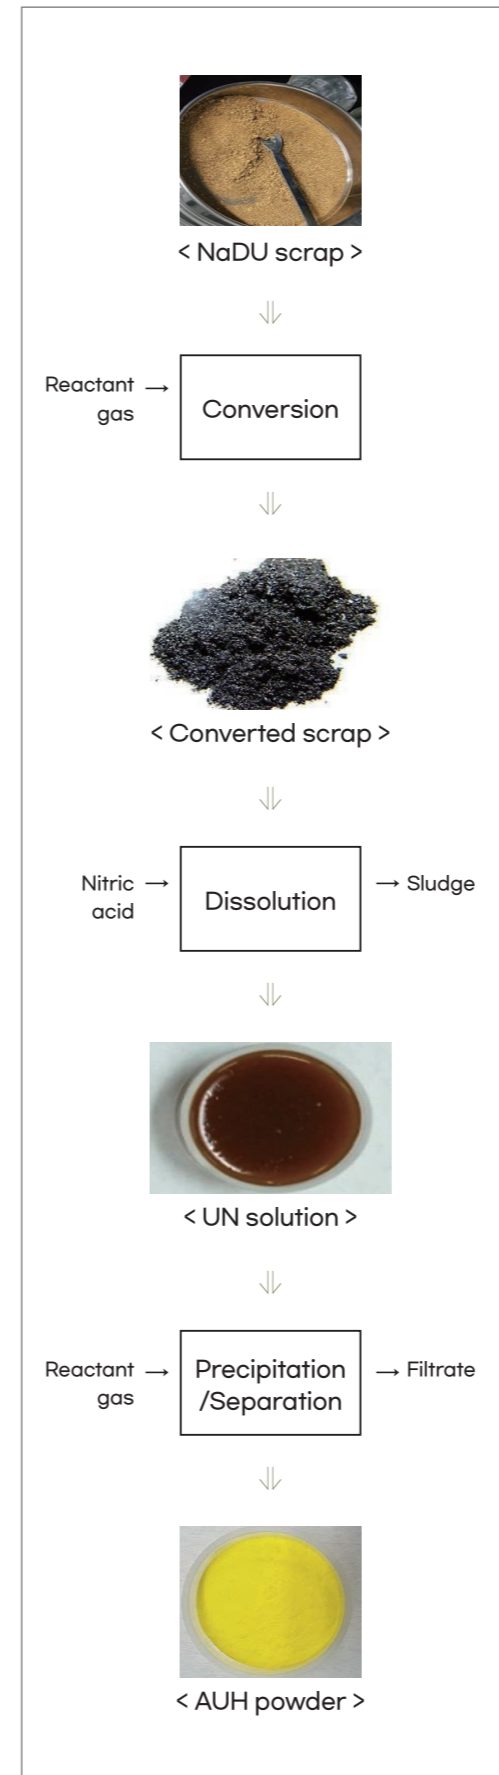 < NaDU scrap >
Reactant →
gas
Conversion
< Converted scrap >
Nitric →
acid
Dissolution
→ Sludge
< UN solution >
Reactant →
gas
Precipitation
/Separation
→ Filtrate
< AUH powder >